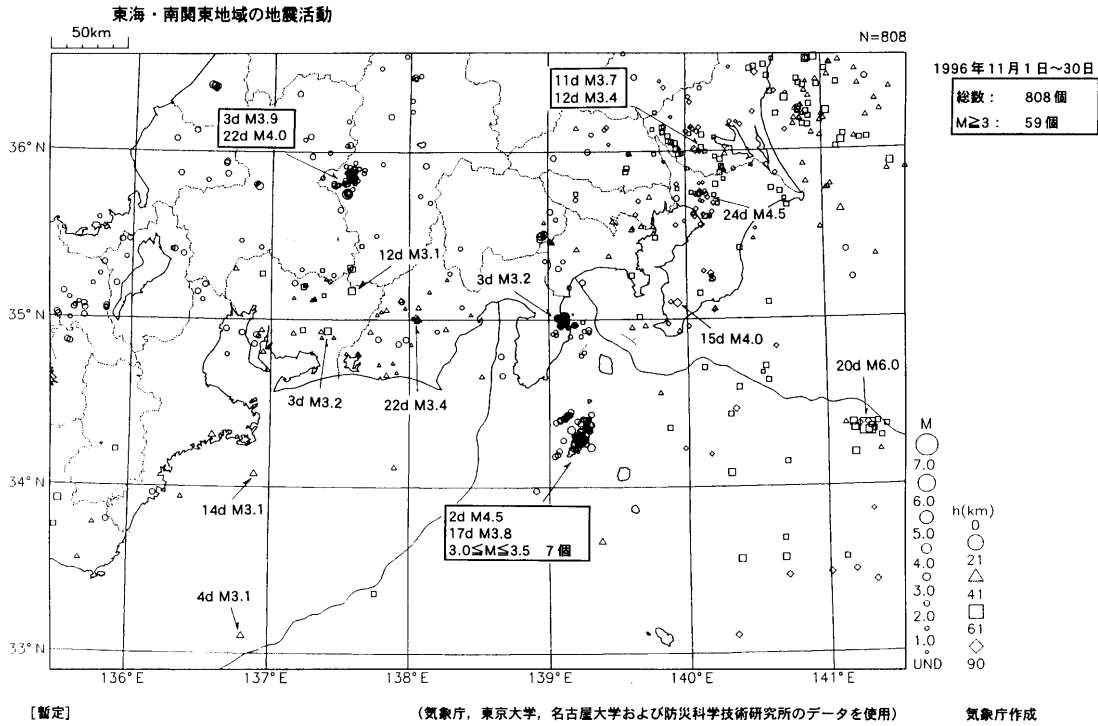 東海・南関東地域の地震活動
50km
N=808
1996年11月1日〜30日
総数： 808個
M≧3： 59個
11d M3.7
12d M3.4
3d M3.9
22d M4.0
36°N
24d M4.5
12d M3.1
3d M3.2
35°N
15d M4.0
20d M6.0
3d M3.2
22d M3.4
34°N
14d M3.1
2d M4.5
17d M3.8
3.0≦M≦3.5 7個
4d M3.1
33°N
136°E
137°E
138°E
139°E
140°E
141°E
M
7.0
6.0
5.0
4.0
3.0
2.0
1.0
UND
h(km)
0
21
41
61
90
[暫定]
（気象庁，東京大学，名古屋大学および防災科学技術研究所のデータを使用）
気象庁作成